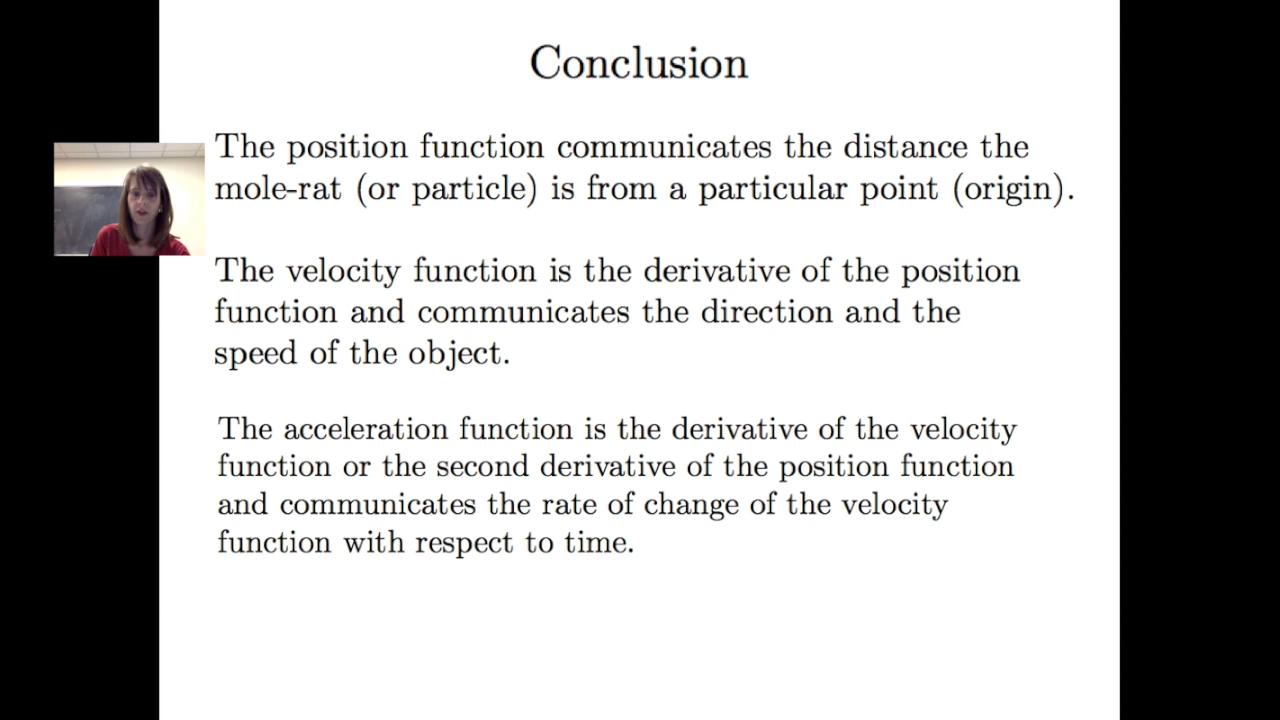 Conclusion
The position function communicates the distance the
mole-rat (or particle) is from a particular point (origin).
The velocity function is the derivative of the position
function and communicates the direction and the
speed of the object.
The acceleration function is the derivative of the velocity
function or the second derivative of the position function
and communicates the rate of change of the velocity
function with respect to time.